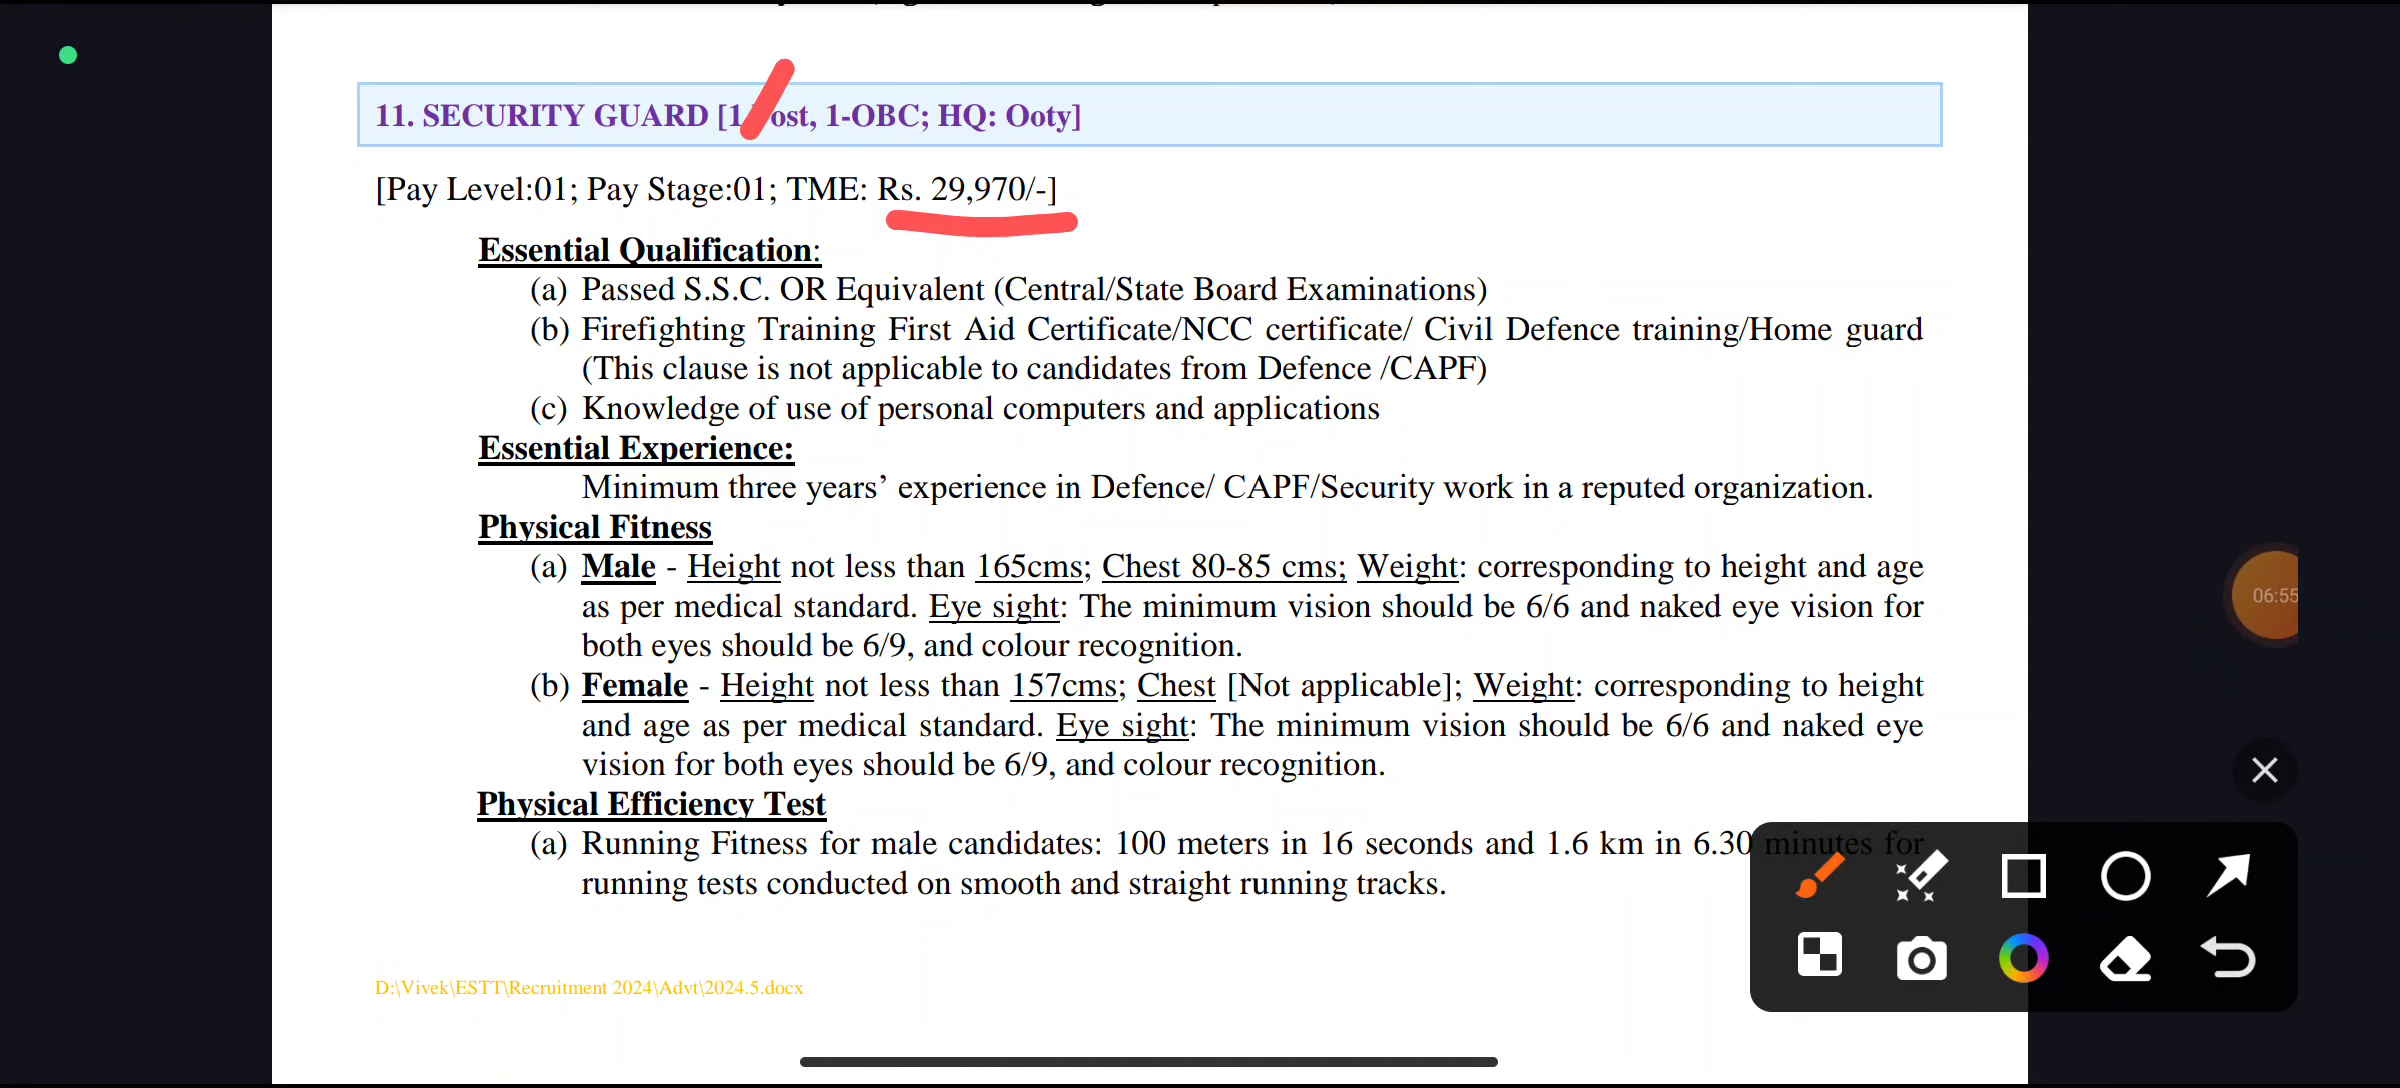 11. SECURITY GUARD [1 ost, 1-OBC; HQ: Ooty]
[Pay Level:01; Pay Stage:01; TME: Rs. 29,970/-]
Essential Qualification:
(a) Passed S.S.C. OR Equivalent (Central/State Board Examinations)
(b) Firefighting Training First Aid Certificate/NCC certificate/ Civil Defence training/Home guard
(This clause is not applicable to candidates from Defence /CAPF)
(c) Knowledge of use of personal computers and applications
Essential Experience:
Minimum three years’ experience in Defence/ CAPF/Security work in a reputed organization.
Physical Fitness
(a) Male - Height not less than 165cms; Chest 80-85 cms; Weight: corresponding to height and age
as per medical standard. Eye sight: The minimum vision should be 6/6 and naked eye vision for
both eyes should be 6/9, and colour recognition.
06:55
(b) Female - Height not less than 157cms; Chest [Not applicable]; Weight: corresponding to height
and age as per medical standard. Eye sight: The minimum vision should be 6/6 and naked eye
vision for both eyes should be 6/9, and colour recognition.
Physical Efficiency Test
(a) Running Fitness for male candidates: 100 meters in 16 seconds and 1.6 km in 6.30 minutes for
running tests conducted on smooth and straight running tracks.
D:\Vivek\ESTT\Recruitment 2024\Advt\2024.5.docx